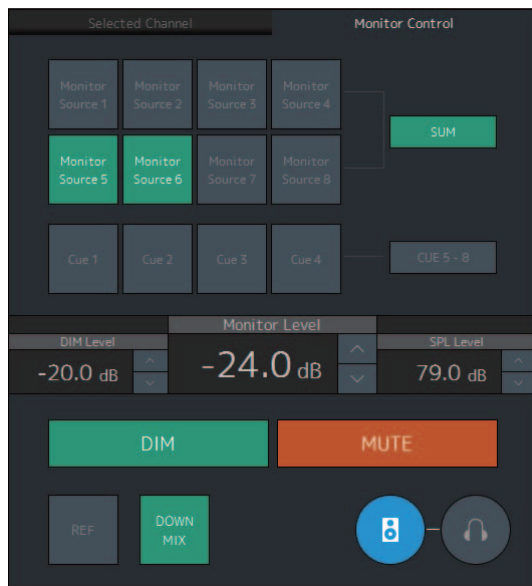 Selected Channel Monitor Control
Monitor Source 1 Monitor Source 2 Monitor Source 3 Monitor Source 4
SUM
Monitor Source 5 Monitor Source 6 Monitor Source 7 Monitor Source 8
Cue 1 Cue 2 Cue 3 Cue 4 CUE 5 - 8
Monitor Level
DIM Level SPL Level
-20.0 dB -24.0 dB 79.0 dB
DIM MUTE
REF DOWN MIX